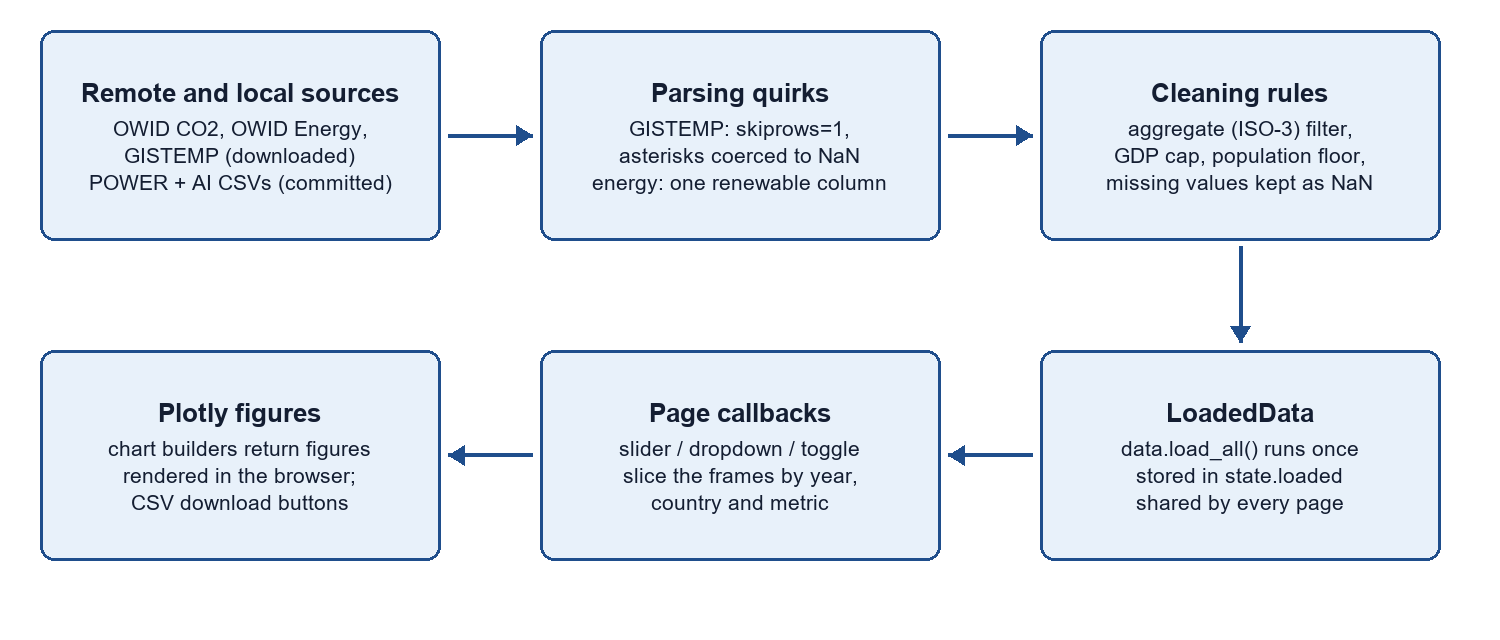 Remote and local sources
OWID CO2, OWID Energy,
GISTEMP (downloaded)
POWER + AI CSVs (committed)
Parsing quirks
GISTEMP: skiprows=1,
asterisks coerced to NaN
energy: one renewable column
Cleaning rules
aggregate (ISO-3) filter,
GDP cap, population floor,
missing values kept as NaN
LoadedData
data.load_all() runs once
stored in state.loaded
shared by every page
Page callbacks
slider / dropdown / toggle
slice the frames by year,
country and metric
Plotly figures
chart builders return figures
rendered in the browser;
CSV download buttons